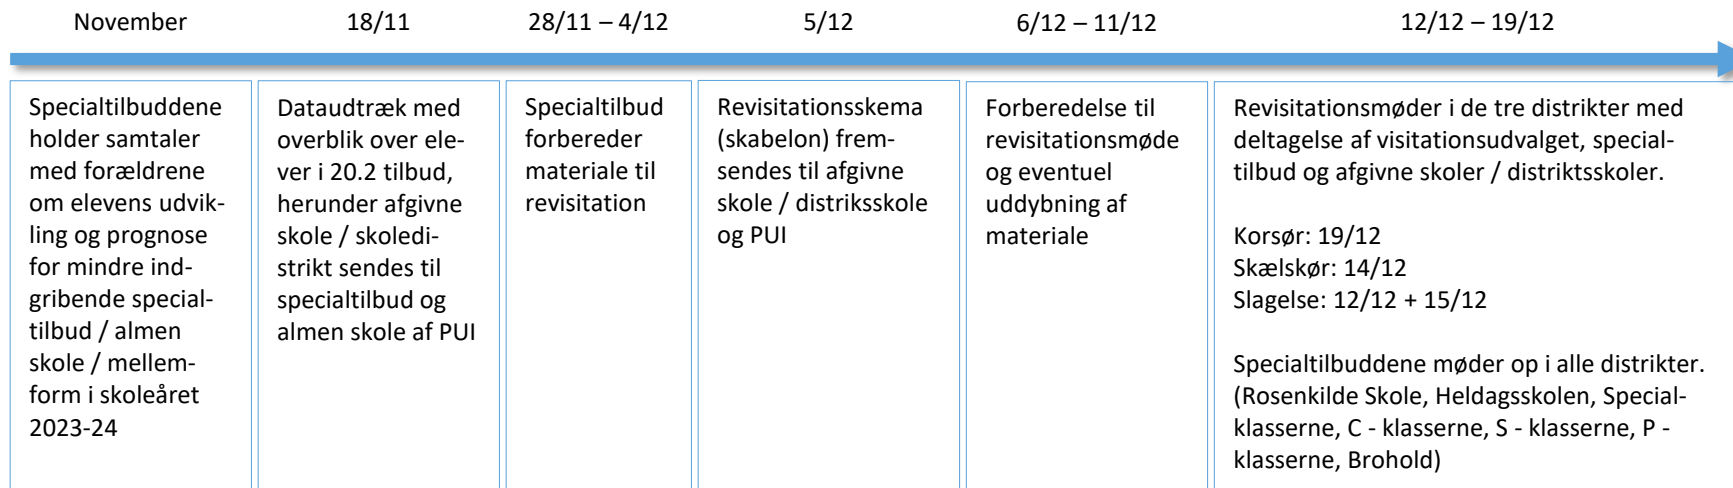 November
18/11
28/11 – 4/12
5/12
6/12 – 11/12
12/12 – 19/12
Specialtilbuddene
holder samtaler
med forældrene
om elevens udvik-
ling og prognose
for mindre ind-
gribende special-
tilbud / almen
skole / mellem-
form i skoleåret
2023-24
Dataudtræk med
overblik over ele-
ver i 20.2 tilbud,
herunder afgivne
skole / skoledi-
strikt sendes til
specialtilbud og
almen skole af PUI
Specialtilbud
forbereder
materiale til
revisitation
Revisitationsskema
(skabelon) frem-
sendes til afgivne
skole / distriksskole
og PUI
Forberedelse til
revisitationsmøde
og eventuel
uddybning af
materiale
Revisitationsmøder i de tre distrikter med
deltagelse af visitationsudvalget, special-
tilbud og afgivne skoler / distriktsskoler.
Korsør: 19/12
Skælskør: 14/12
Slagelse: 12/12 + 15/12
Specialtilbuddene møder op i alle distrikter.
(Rosenkilde Skole, Heldagsskolen, Special-
klasserne, C - klasserne, S - klasserne, P -
klasserne, Brohold)